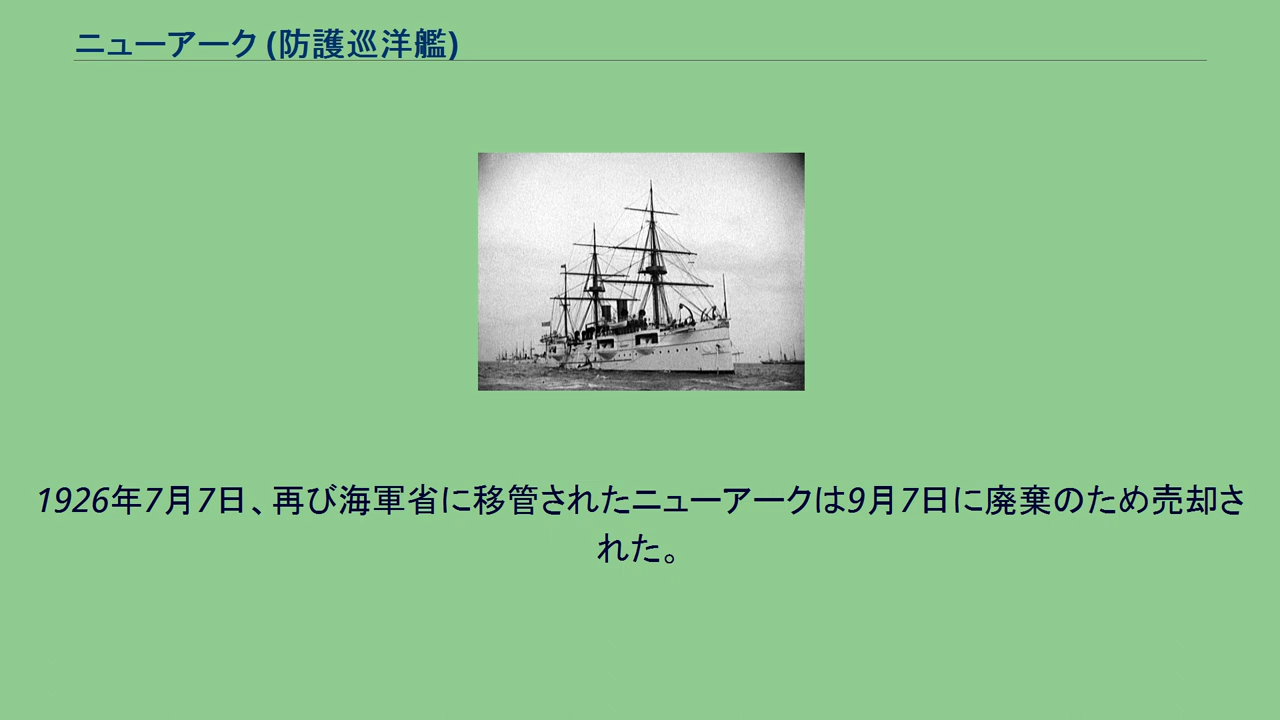 ニューアーク (防護巡洋艦)
1926年7月7日、再び海軍省に移管されたニューアークは9月7日に廃棄のため売却さ
れた。